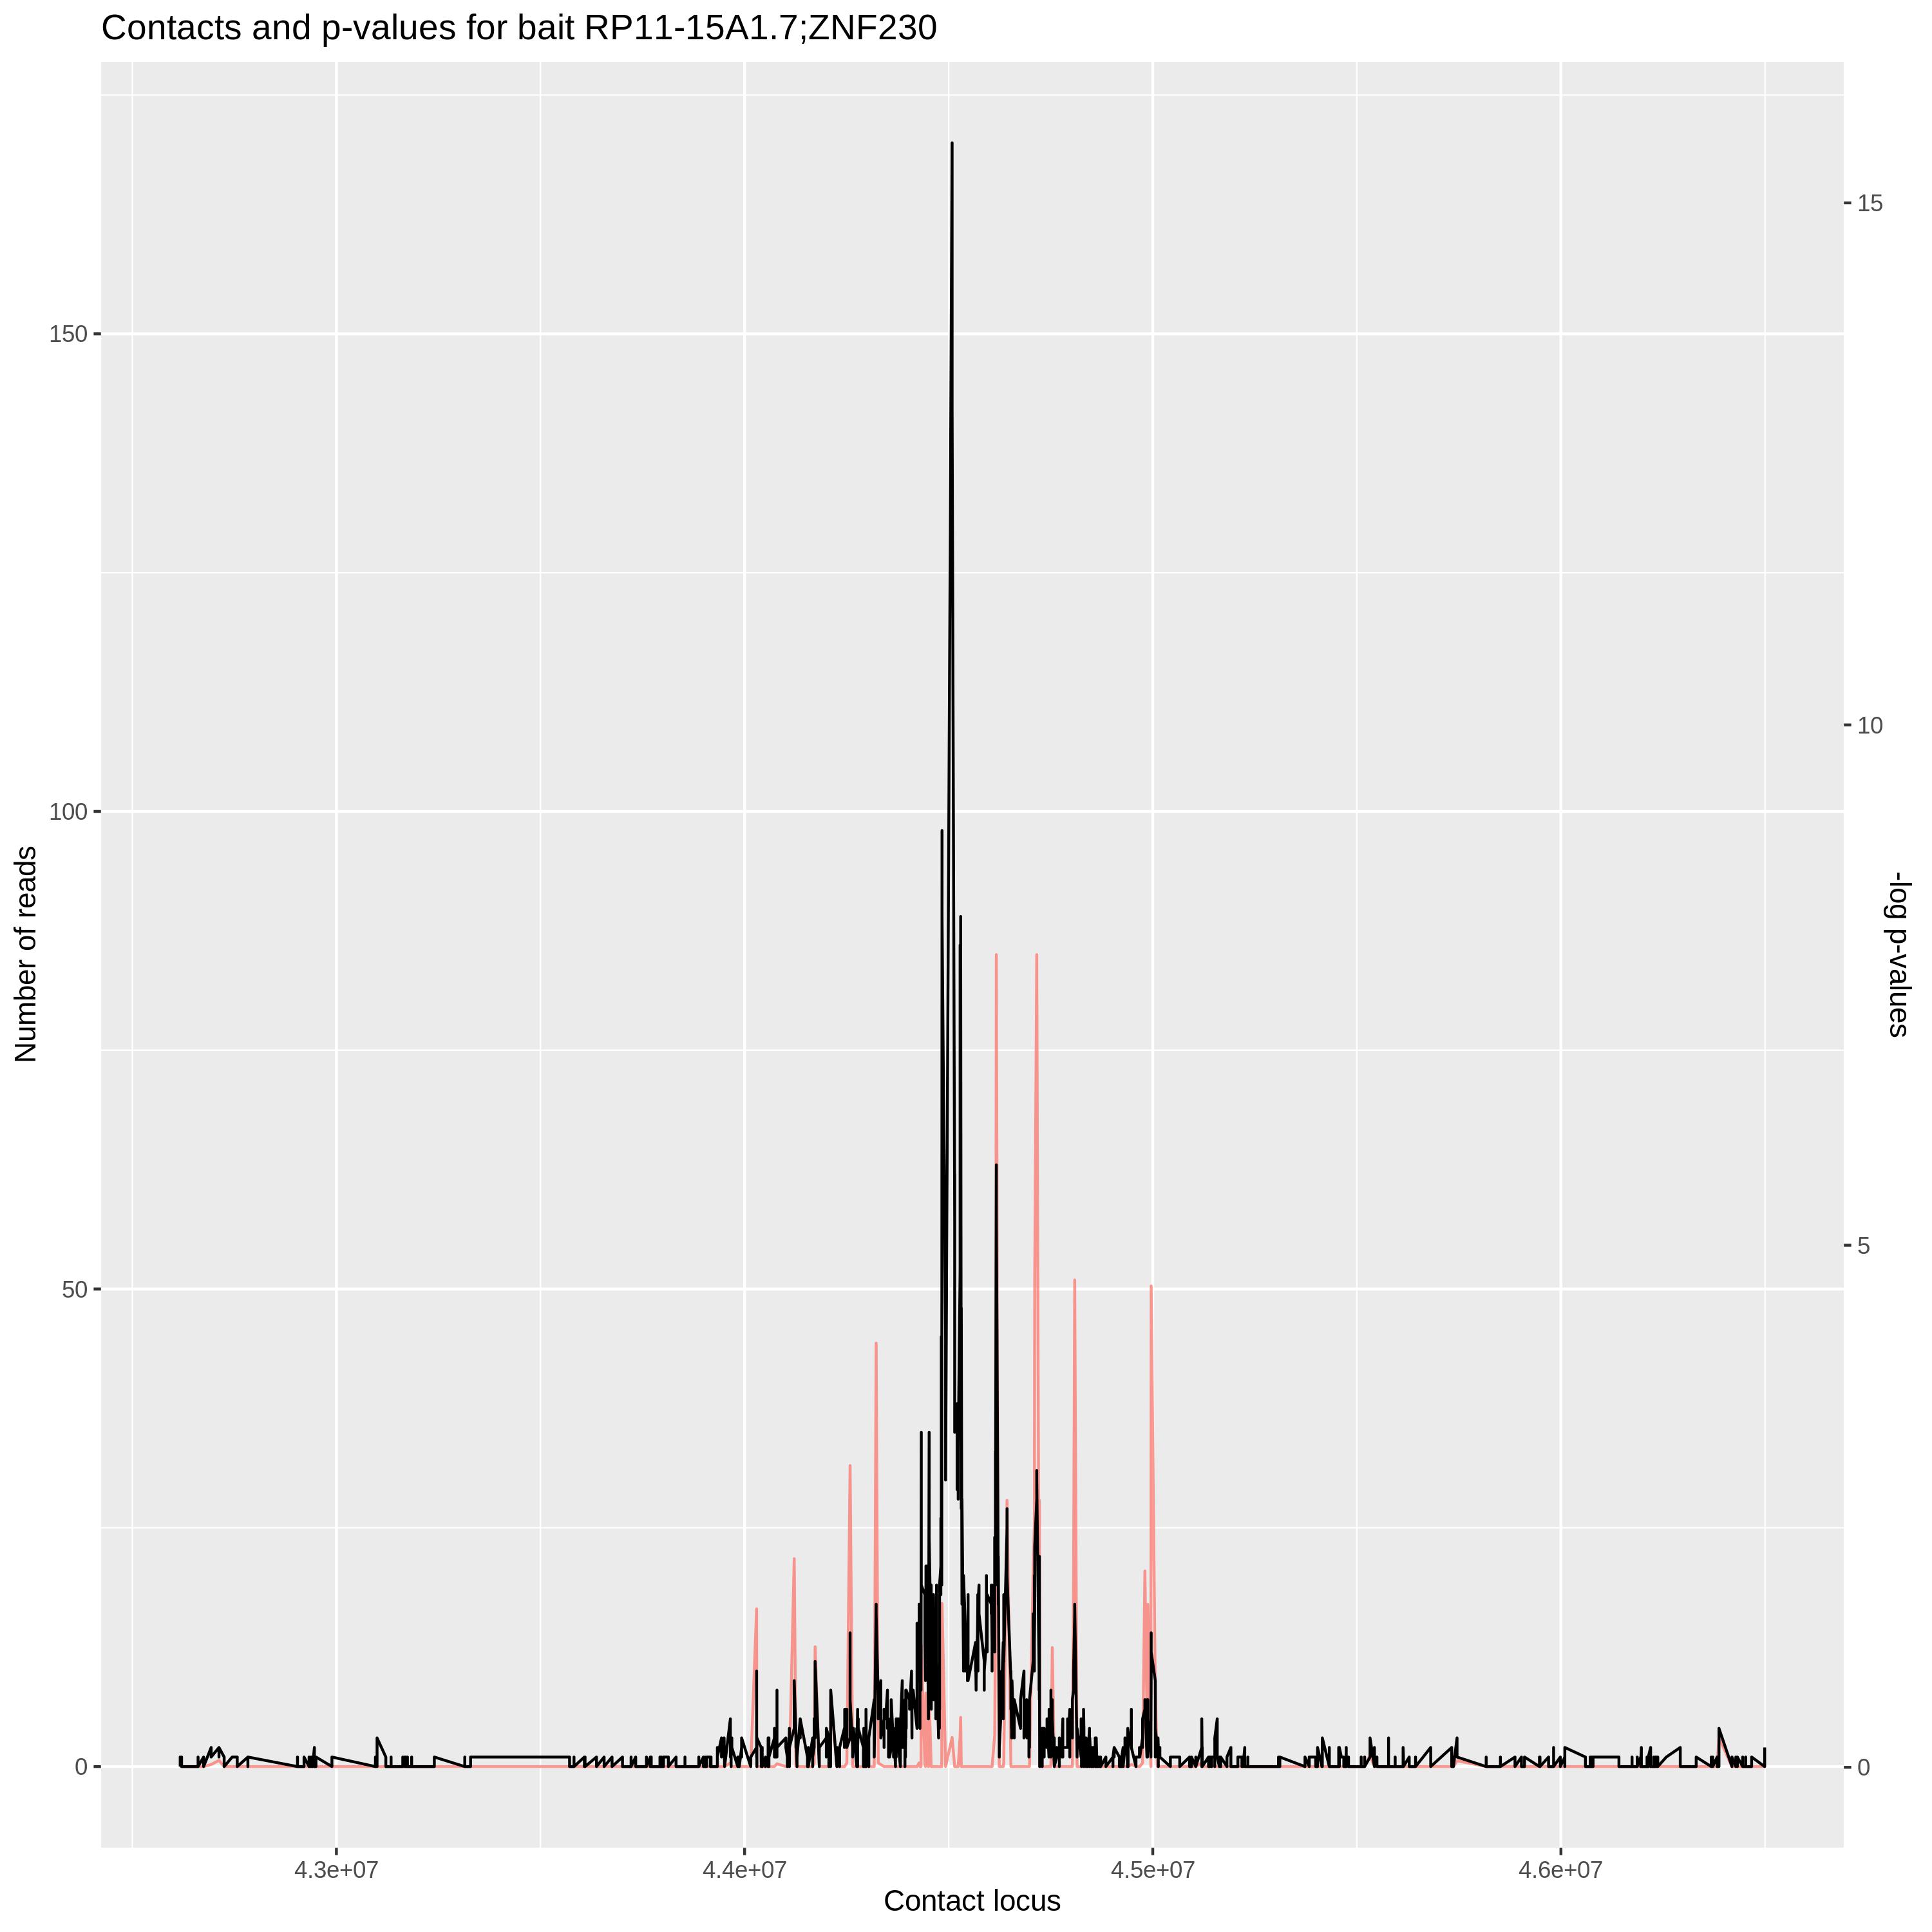 Contacts and p-values for bait RP11-15A1.7;ZNF230
150
100
50
0
Number of reads
15
10
5
0
-log p-values
4.3e+07
4.4e+07
4.5e+07
4.6e+07
Contact locus